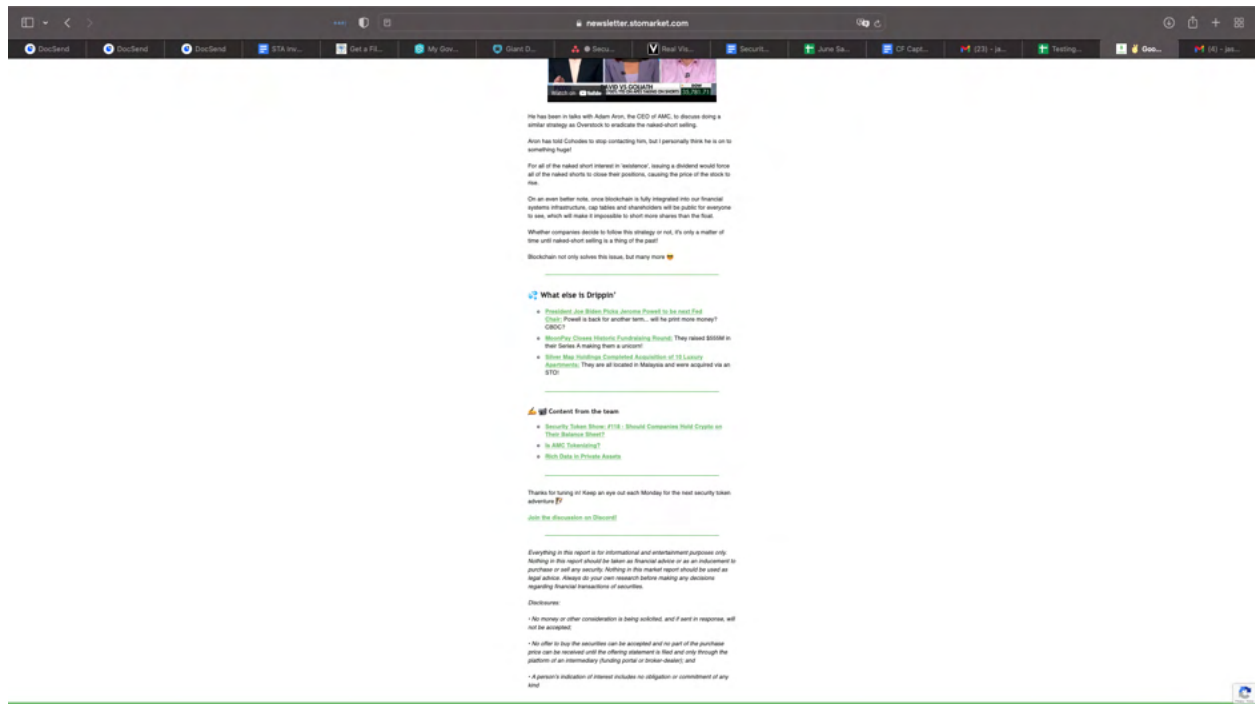 newsletter.stomarket.com
DocSend
DocSend
DocSend
STA Inv...
Get a Fil...
My Gov...
Giant D...
Secu...
Real Vis...
Securit...
June Sa...
CF Capt...
(23) - ja...
Testing...
Goo...
(4) - jas...
Watch on YouTube
DAVID VS. GOLIATH
He has been in talks with Adam Aron, the CEO of AMC, to discuss doing a
similar strategy as Overstock to eradicate the naked-short selling.
Aron has told Cohodes to stop contacting him, but I personally think he is on to
something huge!
For all of the naked short interest in 'existence', issuing a dividend would force
all of the naked shorts to close their positions, causing the price of the stock to
rise.
On an even better note, once blockchain is fully integrated into our financial
systems infrastructure, cap tables and shareholders will be public for everyone
to see, which will make it impossible to short more shares than the float.
Whether companies decide to follow this strategy or not, it's only a matter of
time until naked-short selling is a thing of the past!
Blockchain not only solves this issue, but many more 🤓
💦 What else is Drippin'
President Joe Biden Picks Jerome Powell to be next Fed
Chair: Powell is back for another term... will he print more money?
CBDC?
MoonPay Closes Historic Fundraising Round: They raised $555M in
their Series A making them a unicorn!
Silver Map Holdings Completed Acquisition of 15 Luxury
Apartments: They are all located in Malaysia and were acquired via an
STO!
✍️ 📹 Content from the team
Security Token Show: #118 : Should Companies Hold Crypto on
Their Balance Sheet?
Is AMC Tokenizing?
Rich Data in Private Assets
Thanks for tuning in! Keep an eye out each Monday for the next security token
adventure
Join the discussion on Discord!
Everything in this report is for informational and entertainment purposes only.
Nothing in this report should be taken as financial advice or as an inducement to
purchase or sell any security. Nothing in this market report should be used as
legal advice. Always do your own research before making any decisions
regarding financial transactions of securities.
Disclosures:
• No money or other consideration is being solicited, and if sent in response, will
not be accepted;
• No offer to buy the securities can be accepted and no part of the purchase
price can be received until the offering statement is filed and only through the
platform of an intermediary (funding portal or broker-dealer); and
• A person's indication of interest includes no obligation or commitment of any
kind